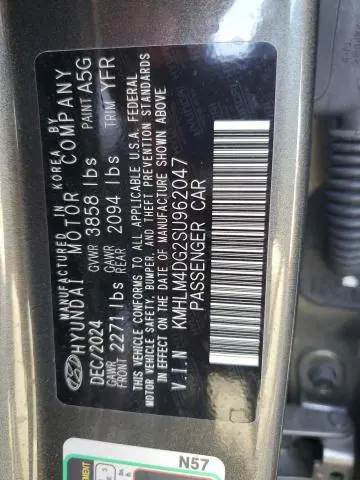 MANUFACTURED IN KOREA BY
HYUNDAI MOTOR COMPANY
DEC/2024 GVWR 3858 lbs PAINT A5G
GAWR FRONT 2271 lbs GAWR REAR 2094 lbs TRIM YFR
THIS VEHICLE CONFORMS TO ALL APPLICABLE U.S.A. FEDERAL
MOTOR VEHICLE SAFETY, BUMPER, AND THEFT PREVENTION STANDARDS
IN EFFECT ON THE DATE OF MANUFACTURE SHOWN ABOVE.
V.I.N KMHLM4DG2SU962047
PASSENGER CAR
N57